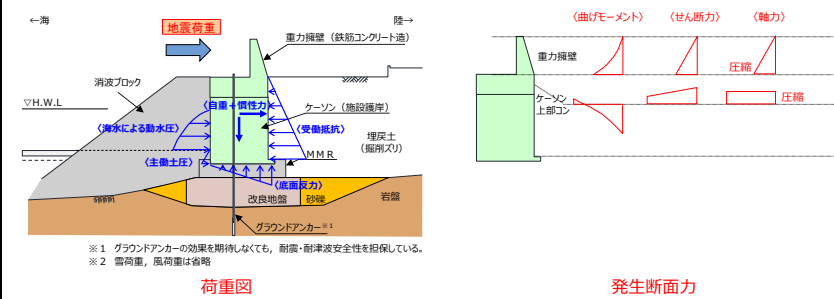 ←海
陸→
地震荷重
重力擁壁（鉄筋コンクリート造）
消波ブロック
▽H.W.L
〈自重＋慣性力〉
ケーソン（施設護岸）
〈海水による動水圧〉
〈受働抵抗〉
埋戻土
（掘削ズリ）
〈主働土圧〉
MMR
〈底面反力〉
改良地盤
砂礫
岩盤
グラウンドアンカー※1
※１ グラウンドアンカーの効果を期待しなくても，耐震・耐津波安全性を担保している。
※２ 雪荷重，風荷重は省略
荷重図
〈曲げモーメント〉
〈せん断力〉
〈軸力〉
重力擁壁
圧縮
ケーソン
上部コン
圧縮
発生断面力